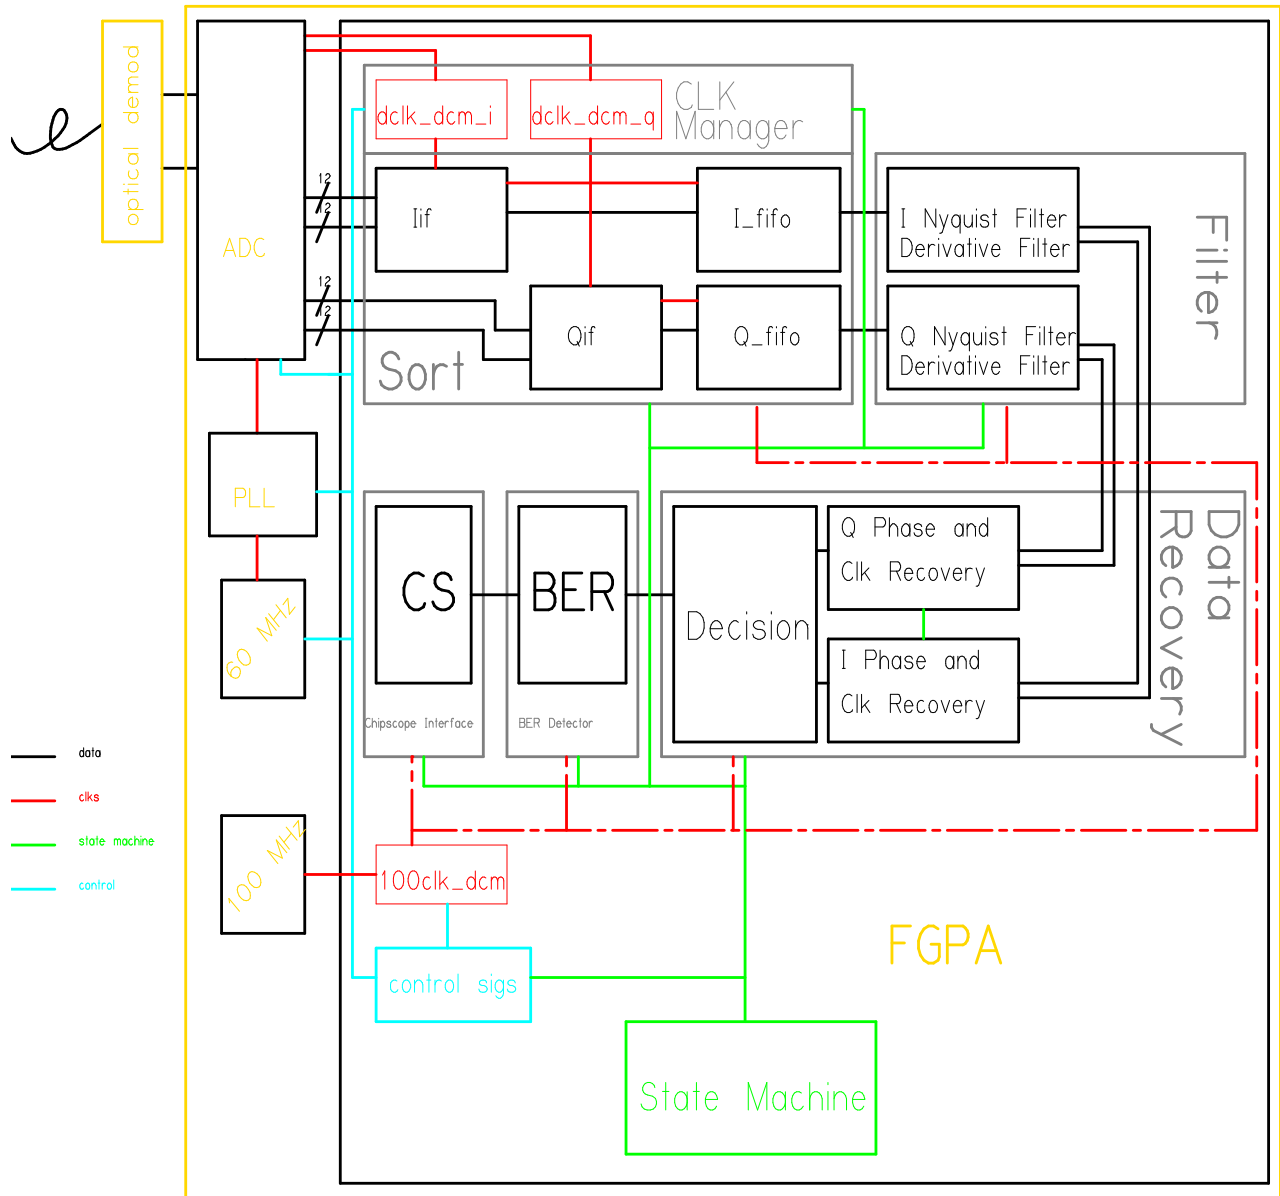 optical demod
ADC
dclk_dcm_i
dclk_dcm_q
CLK
Manager
12
12
12
12
Iif
I_fifo
Qif
Q_fifo
Sort
I Nyquist Filter
Derivative Filter
Q Nyquist Filter
Derivative Filter
Filter
PLL
60 MHz
100 MHz
CS
Chipscope Interface
BER
BER Detector
Decision
Q Phase and
Clk Recovery
I Phase and
Clk Recovery
Data
Recovery
data
clks
state machine
control
100clk_dcm
control sigs
FGPA
State Machine